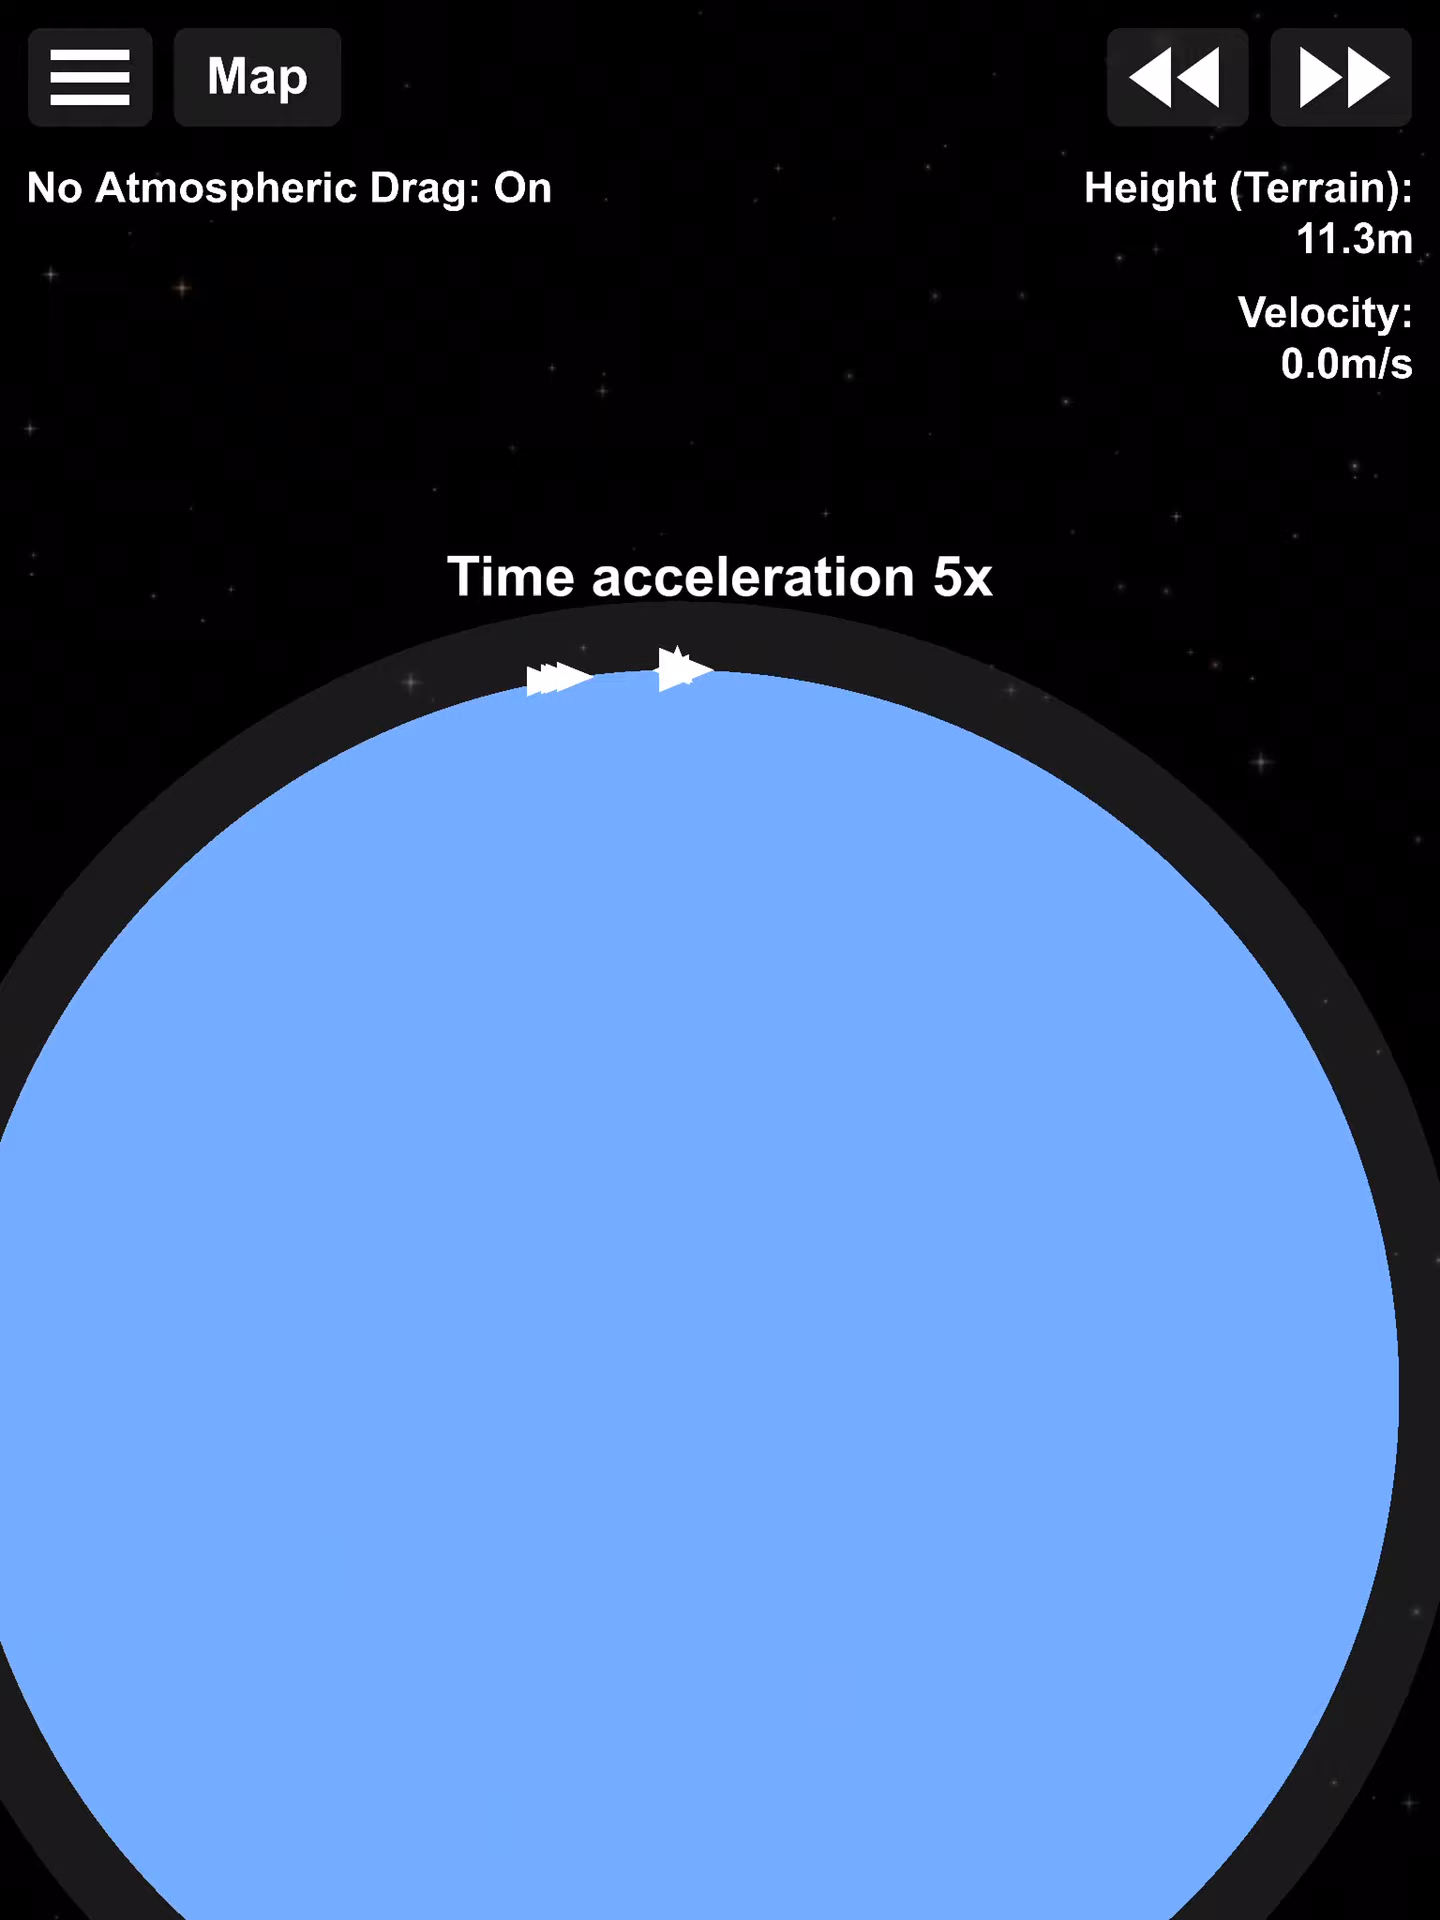 Map
No Atmospheric Drag: On
Height (Terrain):
11.3m
Velocity:
0.0m/s
Time acceleration 5x